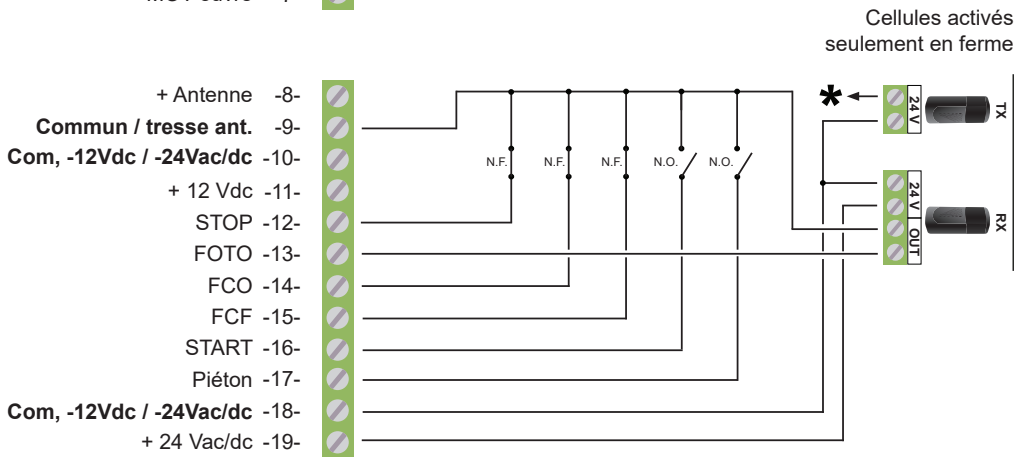 Cellules activés
seulement en ferme
+ Antenne -8-
Commun / tresse ant. -9-
Com, -12Vdc / -24Vac/dc -10-
+ 12 Vdc -11-
STOP -12-
FOTO -13-
FCO -14-
FCF -15-
START -16-
Piéton -17-
Com, -12Vdc / -24Vac/dc -18-
+ 24 Vac/dc -19-
N.F. N.F. N.F. N.O. N.O.
*
24 V
TX
24 V
OUT
RX